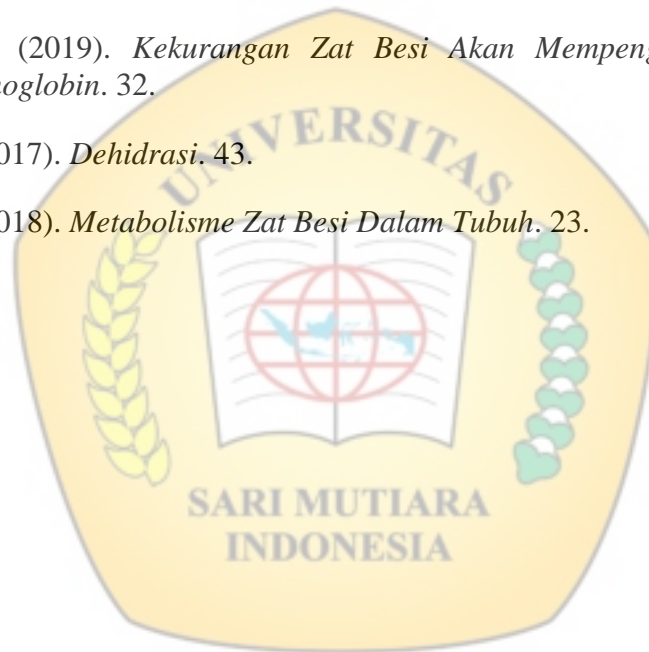 (2019). Kekurangan Zat Besi Akan Mempeng
noglobin. 32.
017). Dehidrasi. 43.
018). Metabolisme Zat Besi Dalam Tubuh. 23.
UNIVERSITAS
SARI MUTIARA
INDONESIA